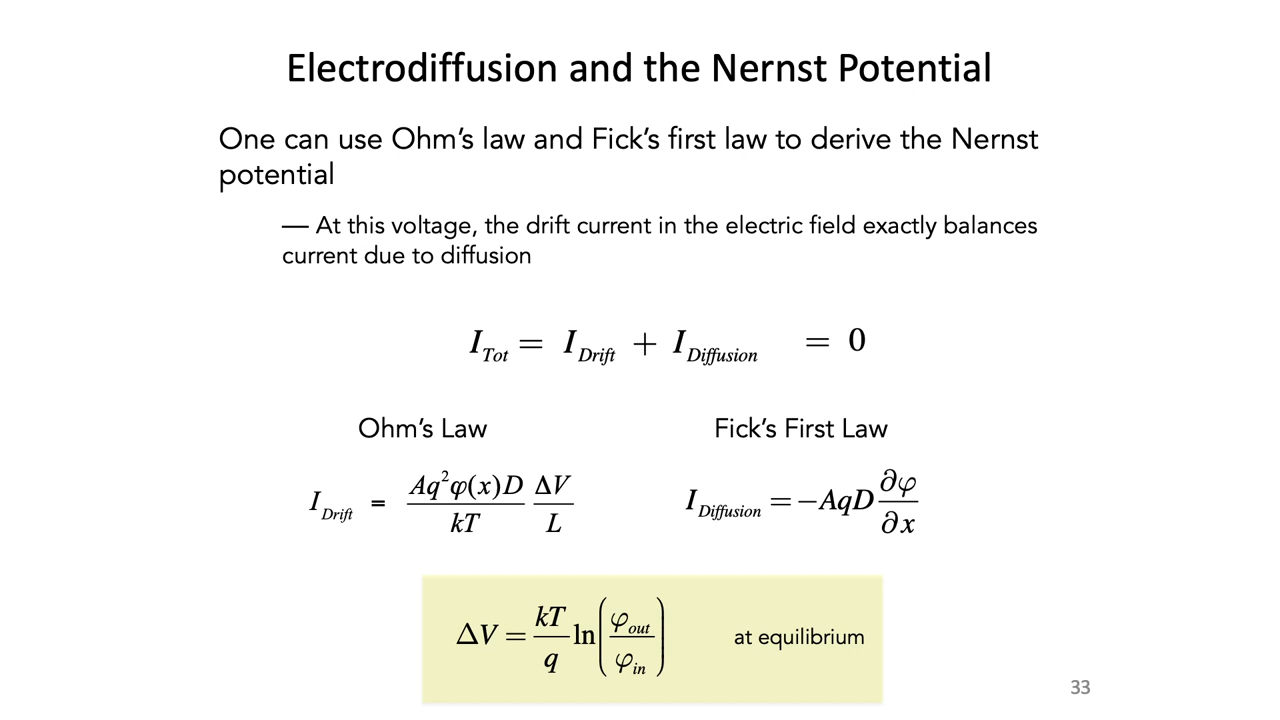 Electrodiffusion and the Nernst Potential
One can use Ohm’s law and Fick’s first law to derive the Nernst
potential
— At this voltage, the drift current in the electric field exactly balances
current due to diffusion
I_Tot = I_Drift + I_Diffusion = 0
Ohm’s Law Fick’s First Law
I_Drift = Aq²φ(x)D/kT ΔV/L I_Diffusion = −AqD ∂φ/∂x
ΔV = kT/q ln(φ_out/φ_in) at equilibrium
33